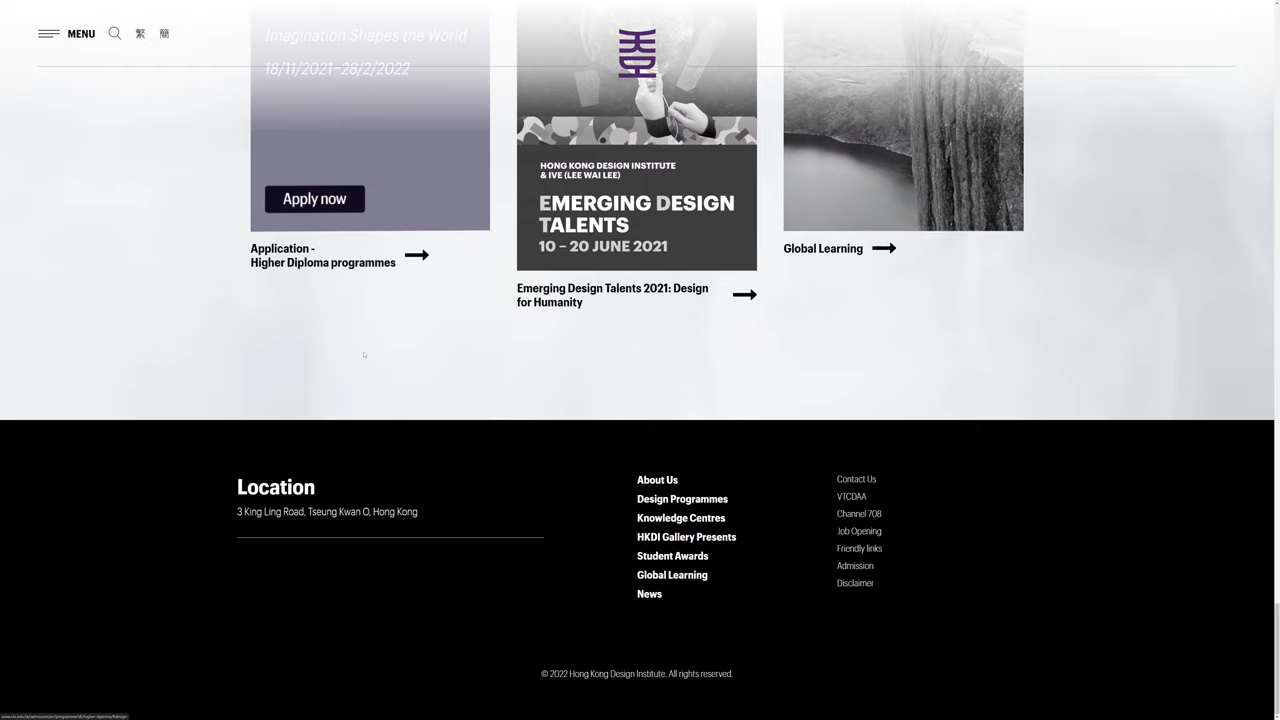 MENU 繁 簡
Imagination Shapes the World
18/11/2021–28/2/2022
Apply now
Application -
Higher Diploma programmes
HKDI
HONG KONG DESIGN INSTITUTE
& IVE (LEE WAI LEE)
EMERGING DESIGN
TALENTS
10 – 20 JUNE 2021
Emerging Design Talents 2021: Design
for Humanity
Global Learning
Location
3 King Ling Road, Tseung Kwan O, Hong Kong
About Us
Design Programmes
Knowledge Centres
HKDI Gallery Presents
Student Awards
Global Learning
News
Contact Us
VTCDAA
Channel 708
Job Opening
Friendly links
Admission
Disclaimer
© 2022 Hong Kong Design Institute. All rights reserved.